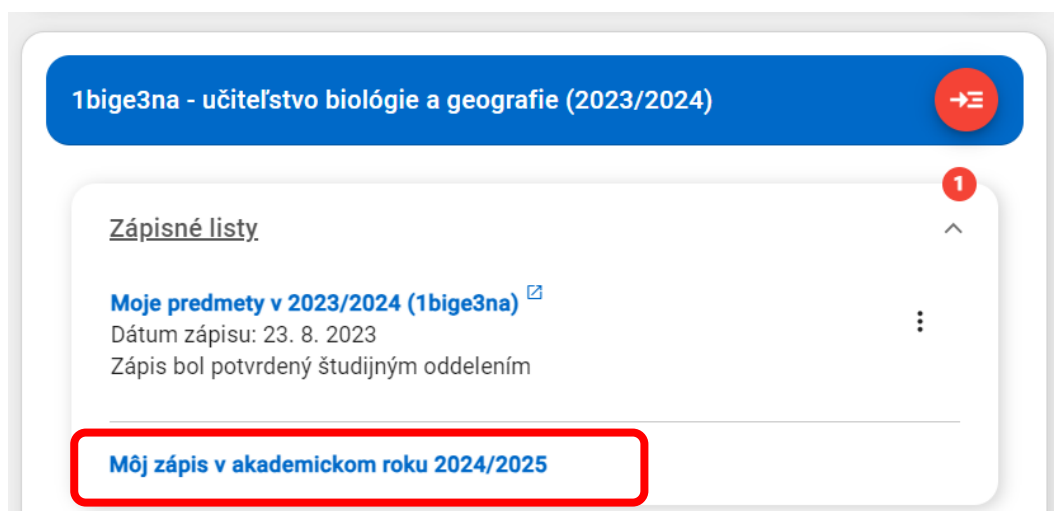 1bige3na - učiteľstvo biológie a geografie (2023/2024)
1
Zápisné listy
Moje predmety v 2023/2024 (1bige3na)
Dátum zápisu: 23. 8. 2023
Zápis bol potvrdený študijným oddelením
Môj zápis v akademickom roku 2024/2025